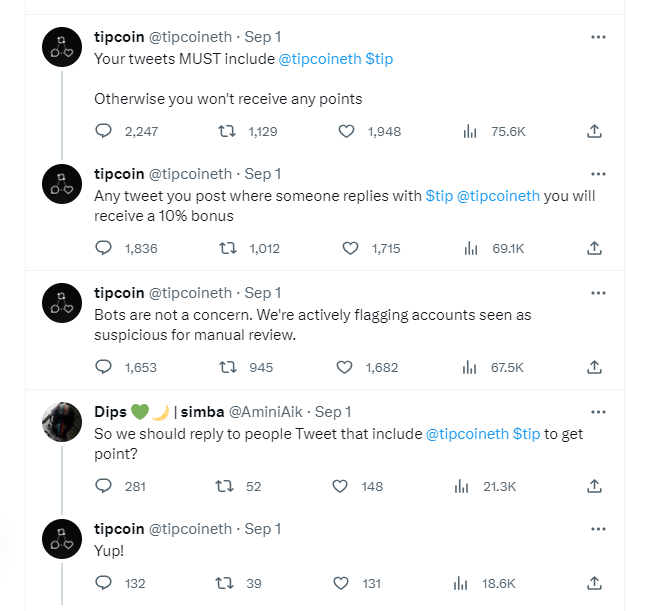 tipcoin @tipcoineth · Sep 1
Your tweets MUST include @tipcoineth $tip
Otherwise you won't receive any points
2,247 1,129 1,948 75.6K
tipcoin @tipcoineth · Sep 1
Any tweet you post where someone replies with $tip @tipcoineth you will
receive a 10% bonus
1,836 1,012 1,715 69.1K
tipcoin @tipcoineth · Sep 1
Bots are not a concern. We're actively flagging accounts seen as
suspicious for manual review.
1,653 945 1,682 67.5K
Dips 💚🌙 | simba @AminiAik · Sep 1
So we should reply to people Tweet that include @tipcoineth $tip to get
point?
281 52 148 21.3K
tipcoin @tipcoineth · Sep 1
Yup!
132 39 131 18.6K